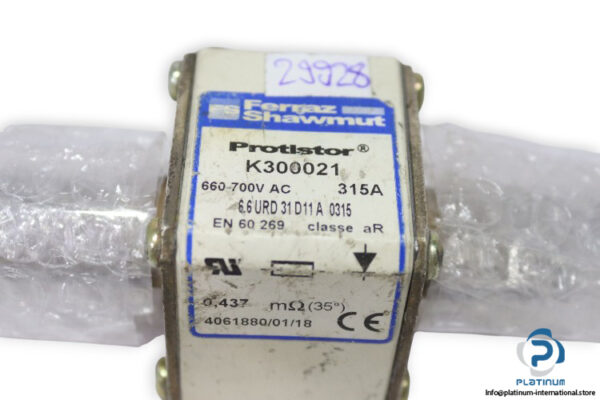 29928
FS Ferraz
Shawmut
Protistor®
K300021
660-700V AC 315A
6.6 URD 31 D11 A 0315
EN 60 269 classe aR
0,437 mΩ (35°)
4061880/01/18 CE
PLATINUM
Info@platinum-international.store